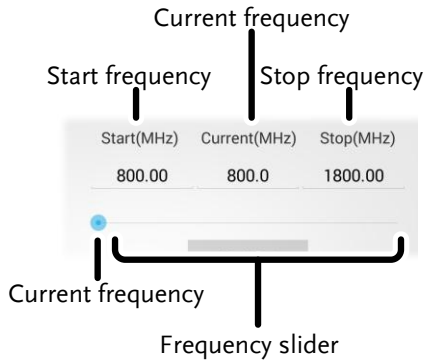 Current frequency
Start frequency Stop frequency
Start(MHz) Current(MHz) Stop(MHz)
800.00 800.0 1800.00
Current frequency
Frequency slider